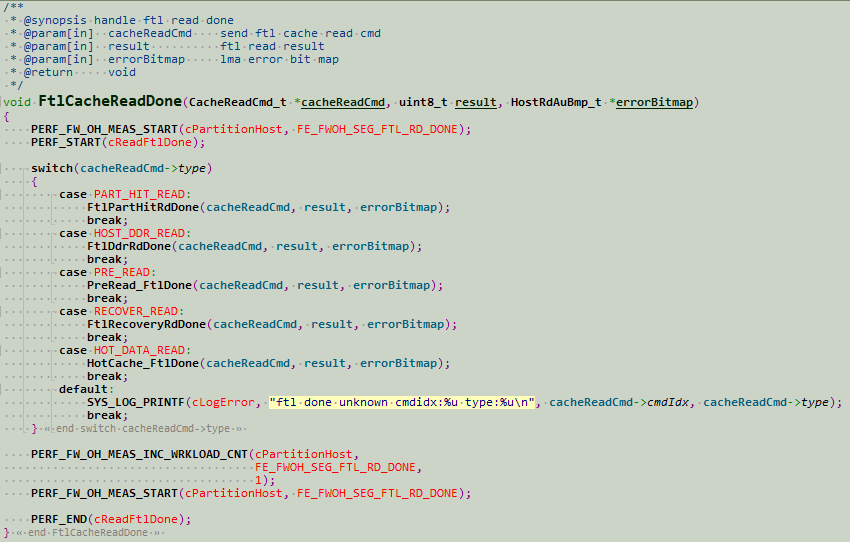 /**
 * @synopsis handle ftl read done
 * @param[in]  cacheReadCmd    send ftl cache read cmd
 * @param[in]  result          ftl read result
 * @param[in]  errorBitmap     lma error bit map
 * @return     void
 */
void FtlCacheReadDone(CacheReadCmd_t *cacheReadCmd, uint8_t result, HostRdAuBmp_t *errorBitmap)
{
    PERF_FW_OH_MEAS_START(cPartitionHost, FE_FWOH_SEG_FTL_RD_DONE);
    PERF_START(cReadFtlDone);

    switch(cacheReadCmd->type)
    {
        case PART_HIT_READ:
            FtlPartHitRdDone(cacheReadCmd, result, errorBitmap);
            break;
        case HOST_DDR_READ:
            FtlDdrRdDone(cacheReadCmd, result, errorBitmap);
            break;
        case PRE_READ:
            PreRead_FtlDone(cacheReadCmd, result, errorBitmap);
            break;
        case RECOVER_READ:
            FtlRecoveryRdDone(cacheReadCmd, result, errorBitmap);
            break;
        case HOT_DATA_READ:
            HotCache_FtlDone(cacheReadCmd, result, errorBitmap);
            break;
        default:
            SYS_LOG_PRINTF(cLogError, "ftl done unknown cmdidx:%u type:%u\n", cacheReadCmd->cmdIdx, cacheReadCmd->type);
            break;
    } « end switch cacheReadCmd->type »

    PERF_FW_OH_MEAS_INC_WRKLOAD_CNT(cPartitionHost,
                                    FE_FWOH_SEG_FTL_RD_DONE,
                                    1);
    PERF_FW_OH_MEAS_START(cPartitionHost, FE_FWOH_SEG_FTL_RD_DONE);

    PERF_END(cReadFtlDone);
} « end FtlCacheReadDone »